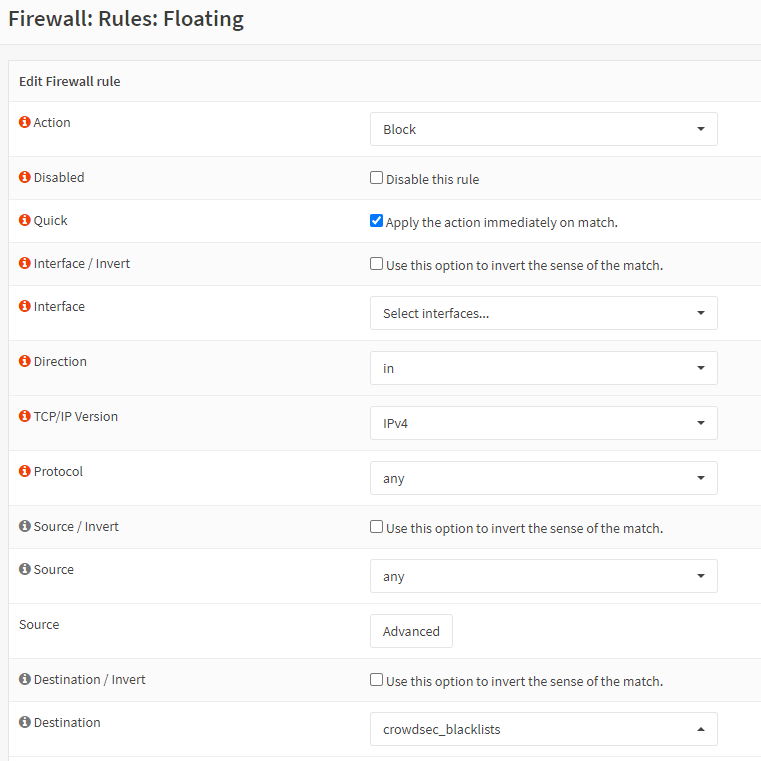 Firewall: Rules: Floating
Edit Firewall rule
Action
Block
Disabled
Disable this rule
Quick
Apply the action immediately on match.
Interface / Invert
Use this option to invert the sense of the match.
Interface
Select interfaces...
Direction
in
TCP/IP Version
IPv4
Protocol
any
Source / Invert
Use this option to invert the sense of the match.
Source
any
Source
Advanced
Destination / Invert
Use this option to invert the sense of the match.
Destination
crowdsec_blacklists